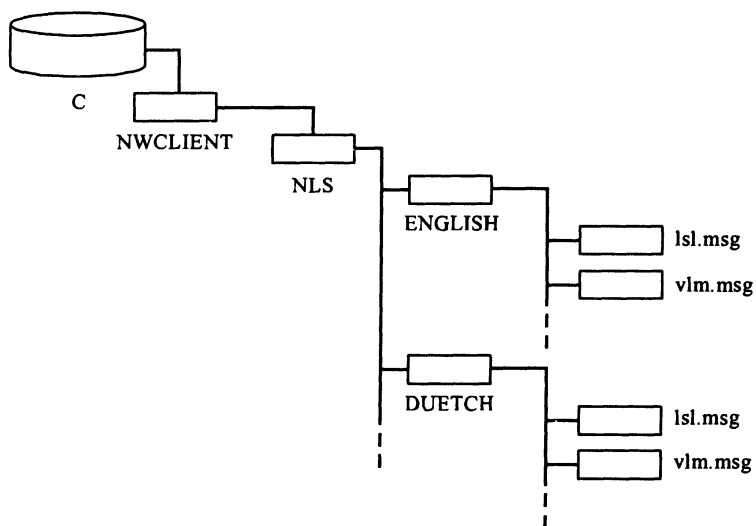 C
NWCLIENT
NLS
ENGLISH
lsl.msg
vlm.msg
DUETCH
lsl.msg
vlm.msg